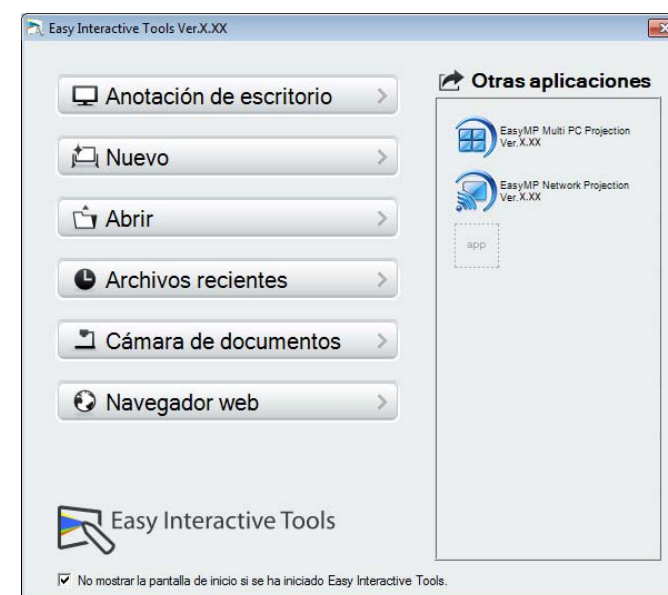 Easy Interactive Tools Ver.X.XX
Anotación de escritorio
Nuevo
Abrir
Archivos recientes
Cámara de documentos
Navegador web
Otras aplicaciones
EasyMP Multi PC Projection
Ver.X.XX
EasyMP Network Projection
Ver.X.XX
app
Easy Interactive Tools
No mostrar la pantalla de inicio si se ha iniciado Easy Interactive Tools.